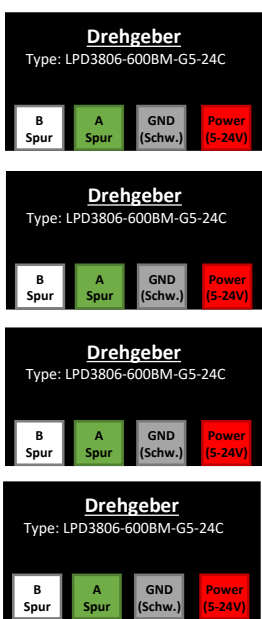 Drehgeber
Type: LPD3806-600BM-G5-24C
B A GND Power
Spur Spur (Schw.) (5-24V)
Drehgeber
Type: LPD3806-600BM-G5-24C
B A GND Power
Spur Spur (Schw.) (5-24V)
Drehgeber
Type: LPD3806-600BM-G5-24C
B A GND Power
Spur Spur (Schw.) (5-24V)
Drehgeber
Type: LPD3806-600BM-G5-24C
B A GND Power
Spur Spur (Schw.) (5-24V)